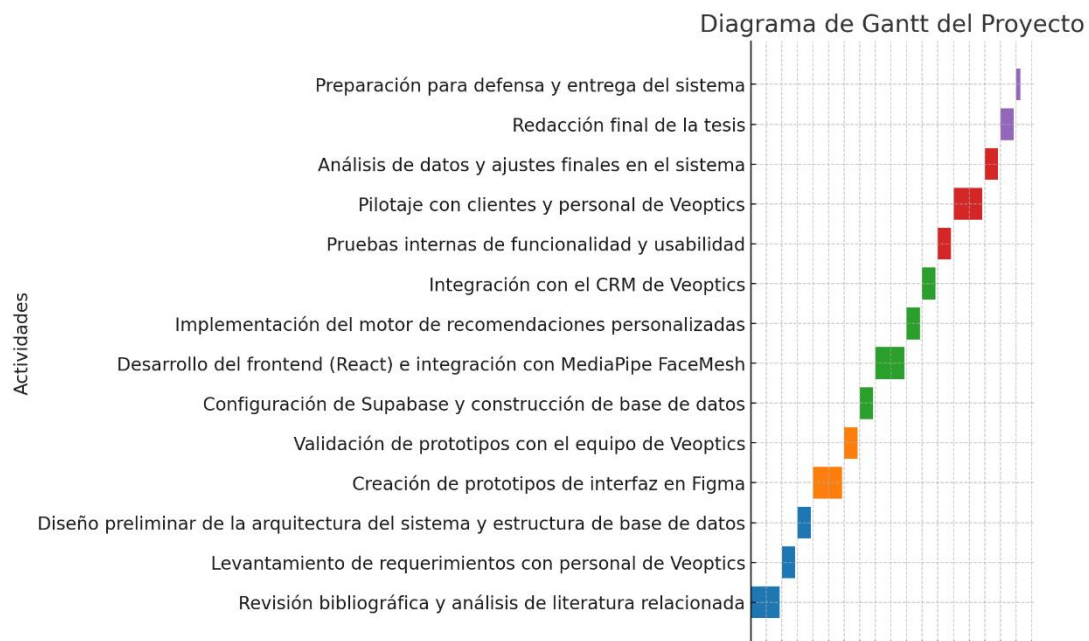 Diagrama de Gantt del Proyecto
Preparación para defensa y entrega del sistema
Redacción final de la tesis
Análisis de datos y ajustes finales en el sistema
Pilotaje con clientes y personal de Veoptics
Pruebas internas de funcionalidad y usabilidad
Integración con el CRM de Veoptics
Implementación del motor de recomendaciones personalizadas
Desarrollo del frontend (React) e integración con MediaPipe FaceMesh
Configuración de Supabase y construcción de base de datos
Validación de prototipos con el equipo de Veoptics
Creación de prototipos de interfaz en Figma
Diseño preliminar de la arquitectura del sistema y estructura de base de datos
Levantamiento de requerimientos con personal de Veoptics
Revisión bibliográfica y análisis de literatura relacionada
Actividades